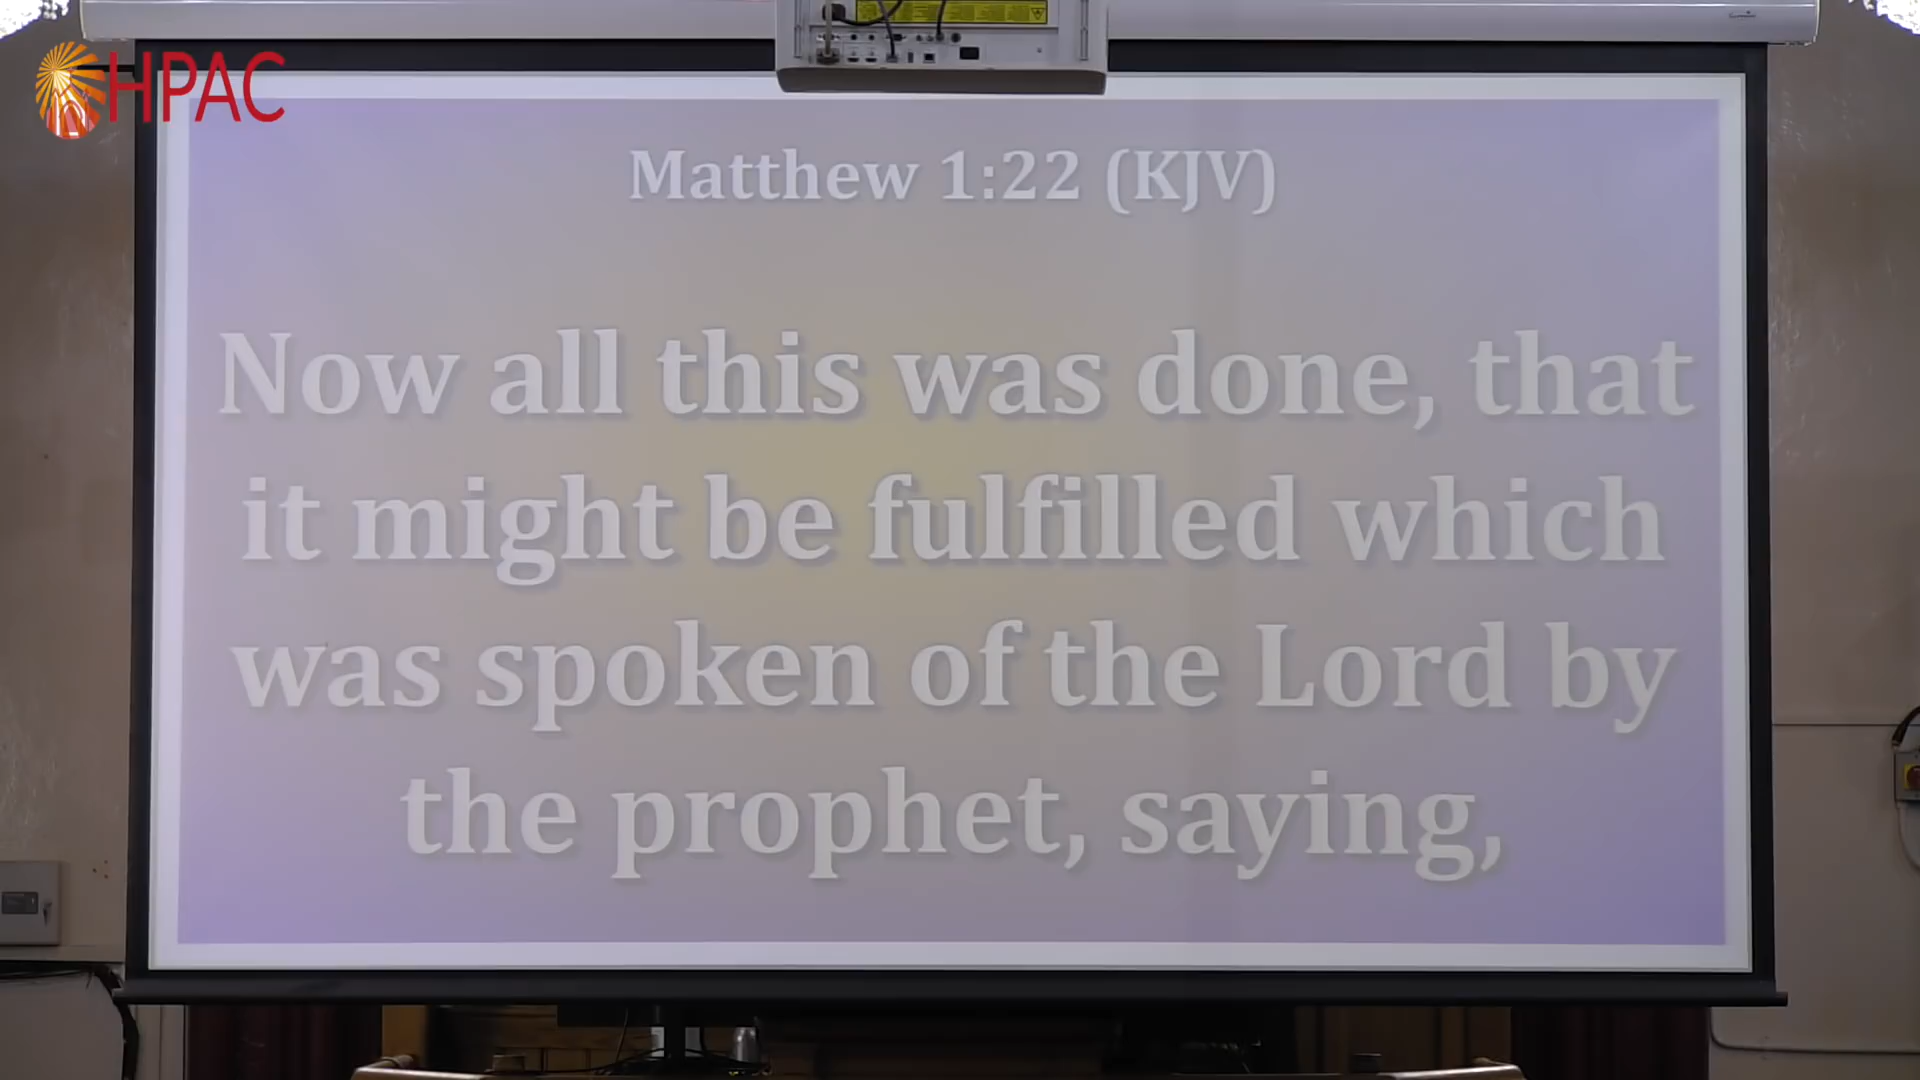 HPAC
Matthew 1:22 (KJV)
Now all this was done, that
it might be fulfilled which
was spoken of the Lord by
the prophet, saying,